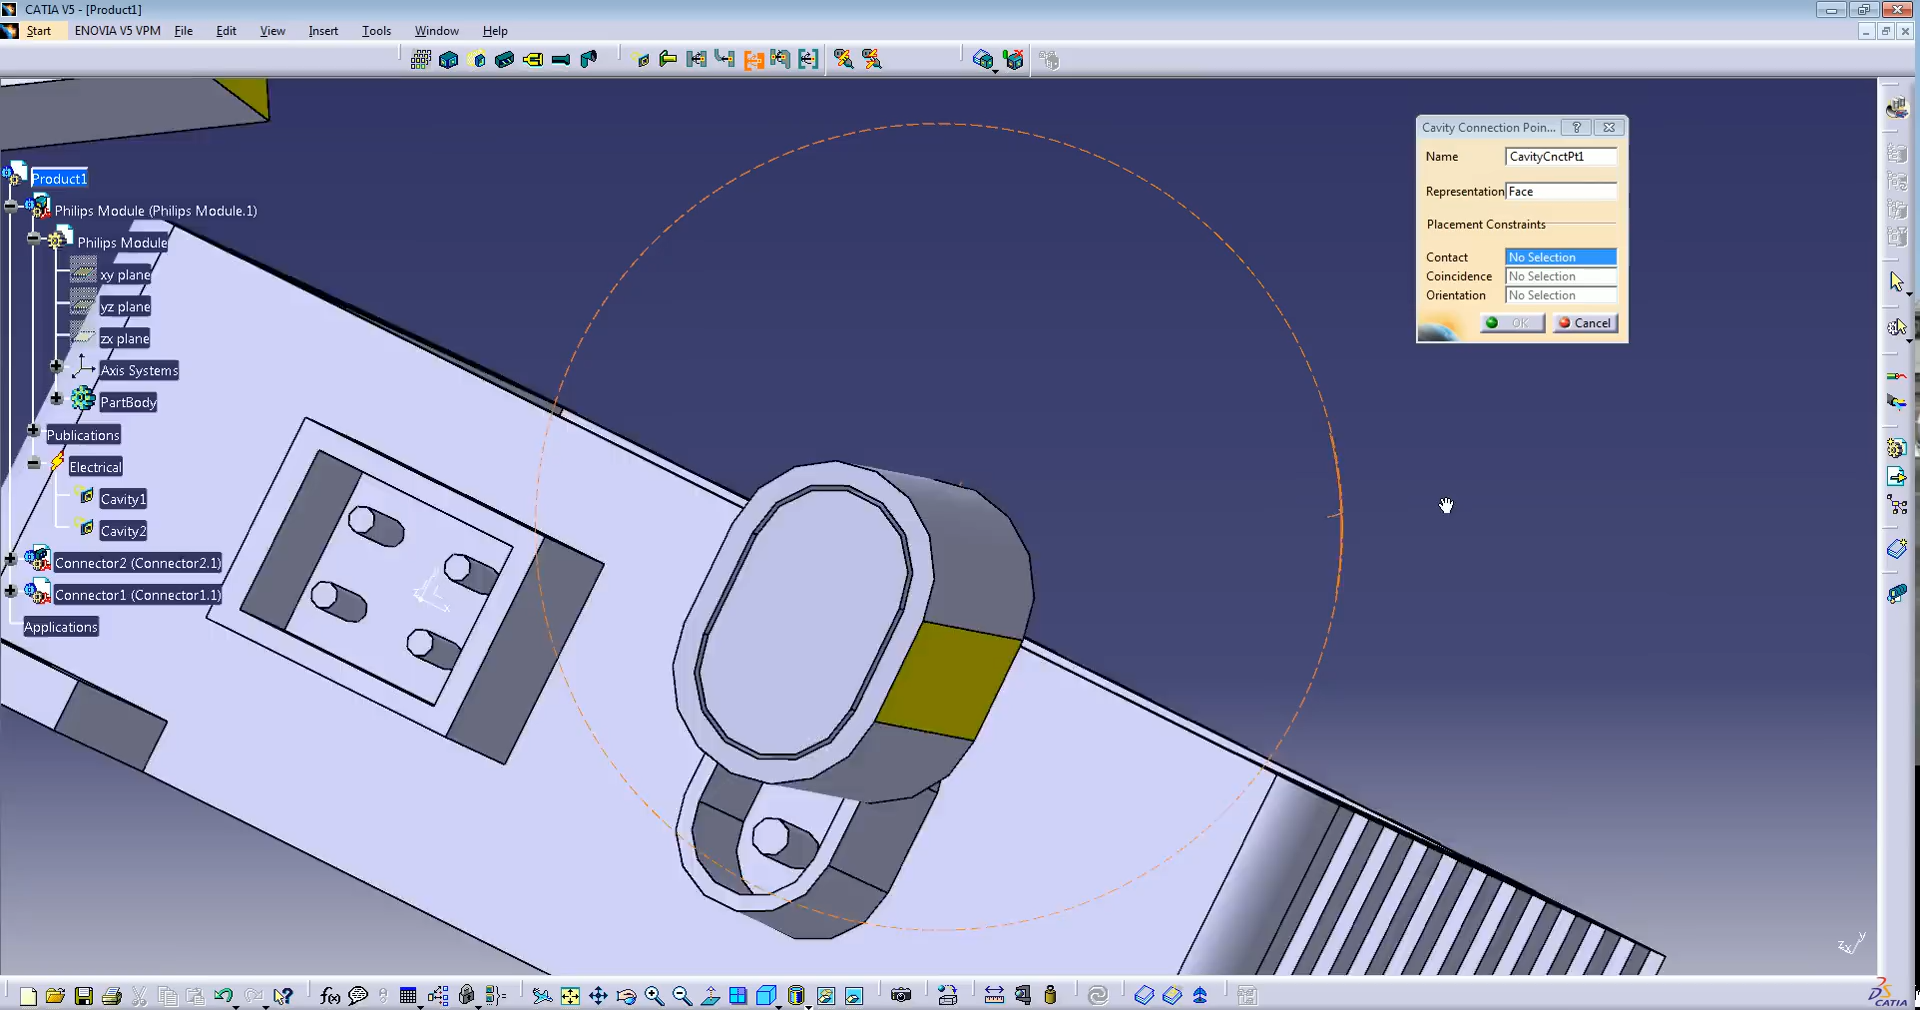 CATIA V5 - [Product1]
Start ENOVIA V5 VPM File Edit View Insert Tools Window Help
Cavity Connection Poin...
Name CavityCnctPt1
Representation Face
Placement Constraints
Contact No Selection
Coincidence No Selection
Orientation No Selection
OK Cancel
Product1
Philips Module (Philips Module.1)
Philips Module
xy plane
yz plane
zx plane
Axis Systems
PartBody
Publications
Electrical
Cavity1
Cavity2
Connector2 (Connector2.1)
Connector1 (Connector1.1)
Applications
f(x)
CATIA